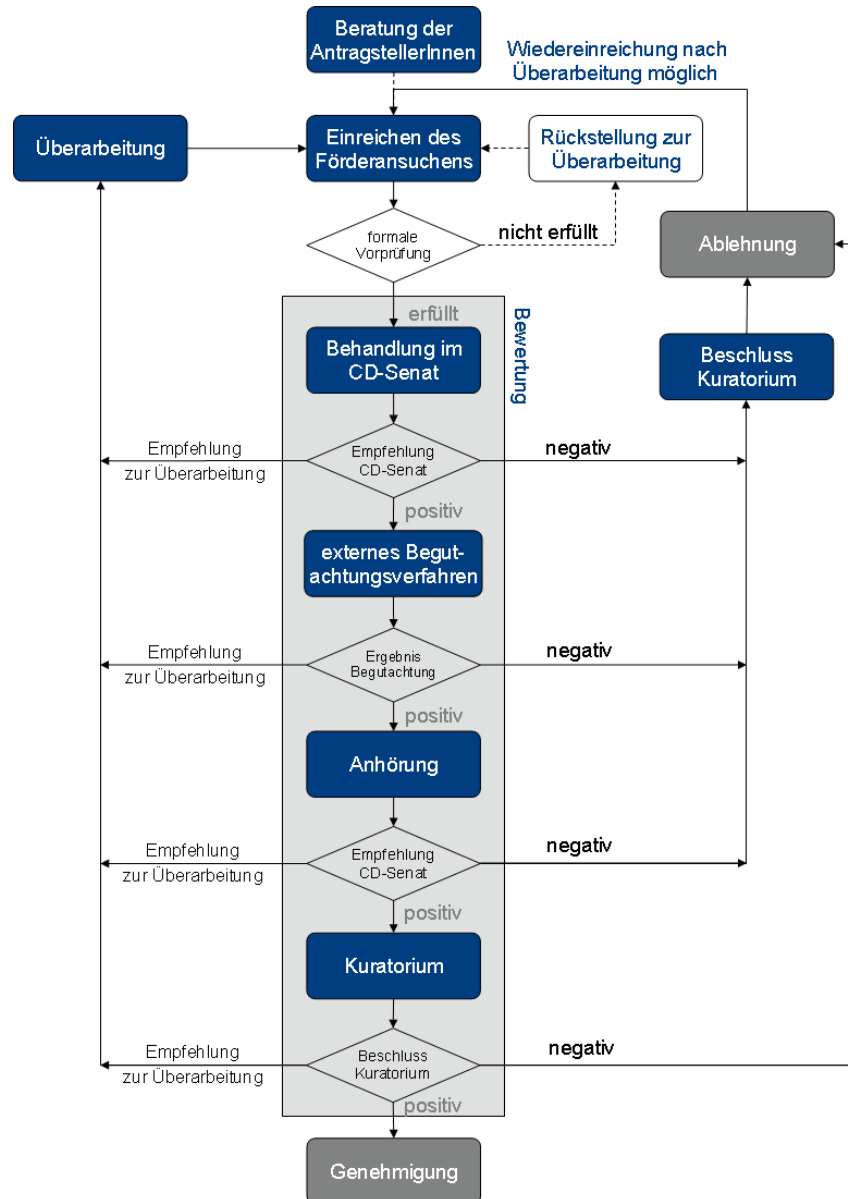 Beratung der
AntragstellerInnen
Wiedereinreichung nach
Überarbeitung möglich
Überarbeitung
Einreichen des
Förderansuchens
Rückstellung zur
Überarbeitung
formale
Vorprüfung
nicht erfüllt
Ablehnung
erfüllt
Bewertung
Behandlung im
CD-Senat
Beschluss
Kuratorium
Empfehlung
zur Überarbeitung
Empfehlung
CD-Senat
negativ
positiv
externes Begut-
achtungsverfahren
Empfehlung
zur Überarbeitung
Ergebnis
Begutachtung
negativ
positiv
Anhörung
Empfehlung
zur Überarbeitung
Empfehlung
CD-Senat
negativ
positiv
Kuratorium
Empfehlung
zur Überarbeitung
Beschluss
Kuratorium
negativ
positiv
Genehmigung